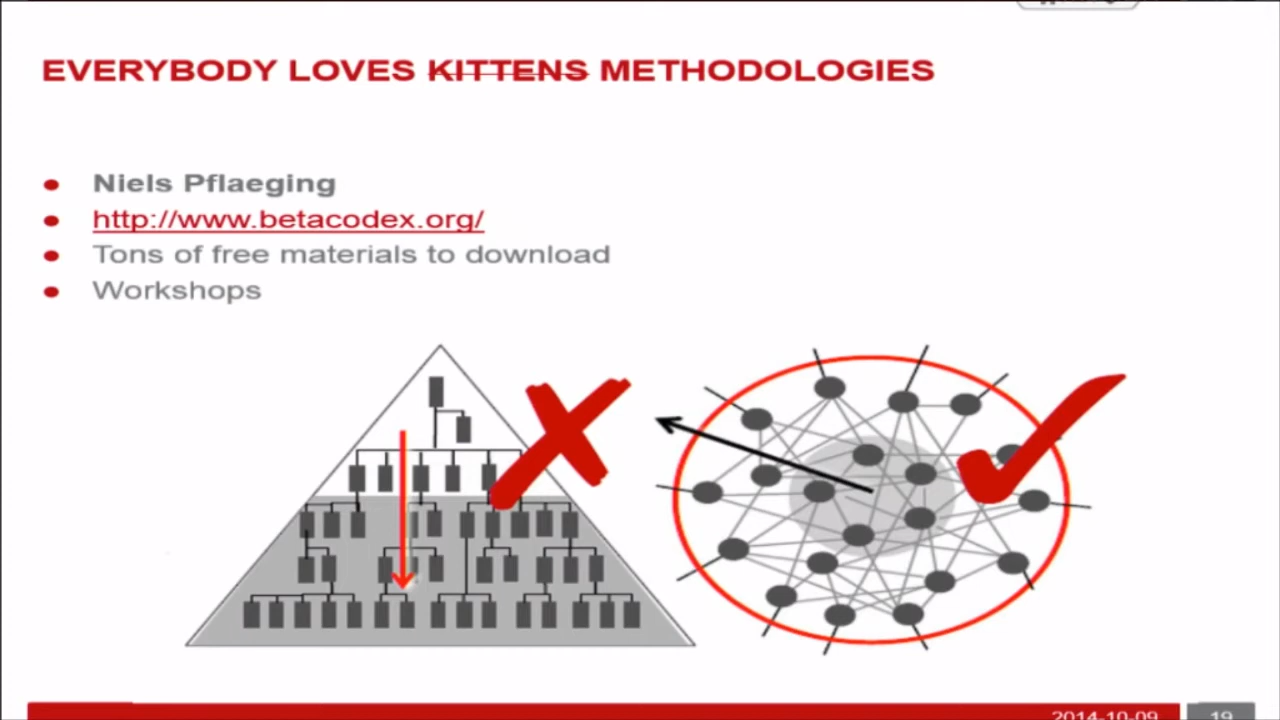 EVERYBODY LOVES KITTENS METHODOLOGIES
Niels Pflaeging
http://www.betacodex.org/
Tons of free materials to download
Workshops
2014-10-09
19